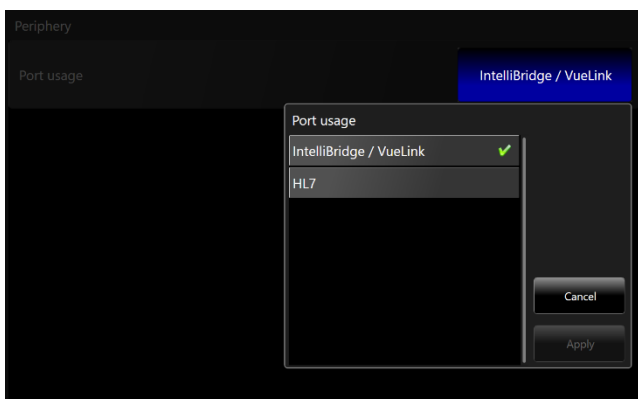 Periphery
Port usage
IntelliBridge / VueLink
Port usage
IntelliBridge / VueLink
HL7
Cancel
Apply